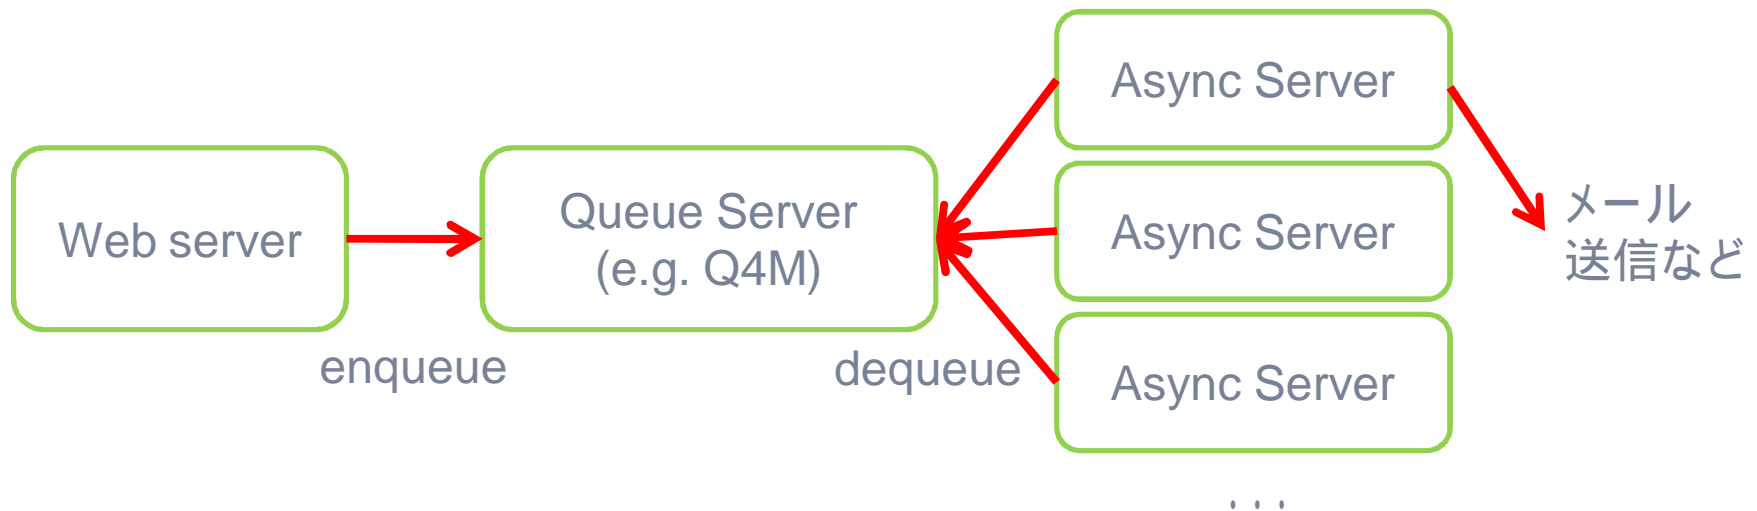 Web server
enqueue
Queue Server
(e.g. Q4M)
dequeue
Async Server
Async Server
Async Server
...
メール
送信など